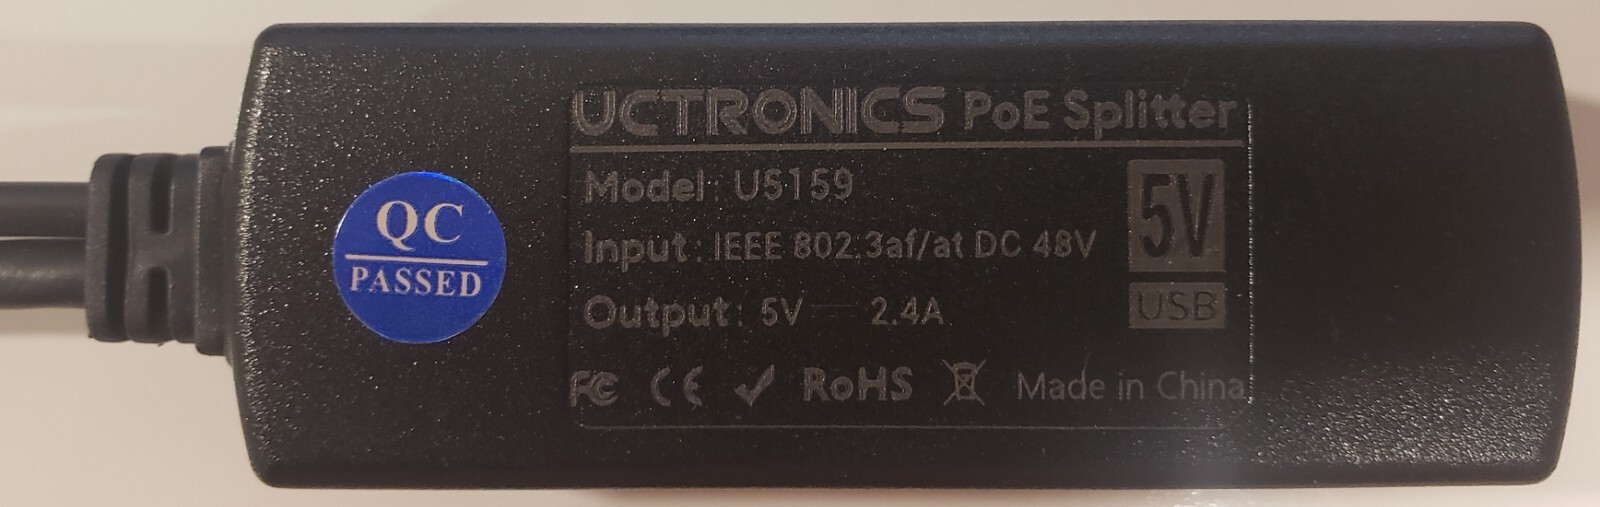 QC
PASSED
UCTRONICS PoE Splitter
Model: U5159
Input: IEEE 802.3af/at DC 48V
Output: 5V 2.4A
5V
USB
FC CE RoHS Made in China